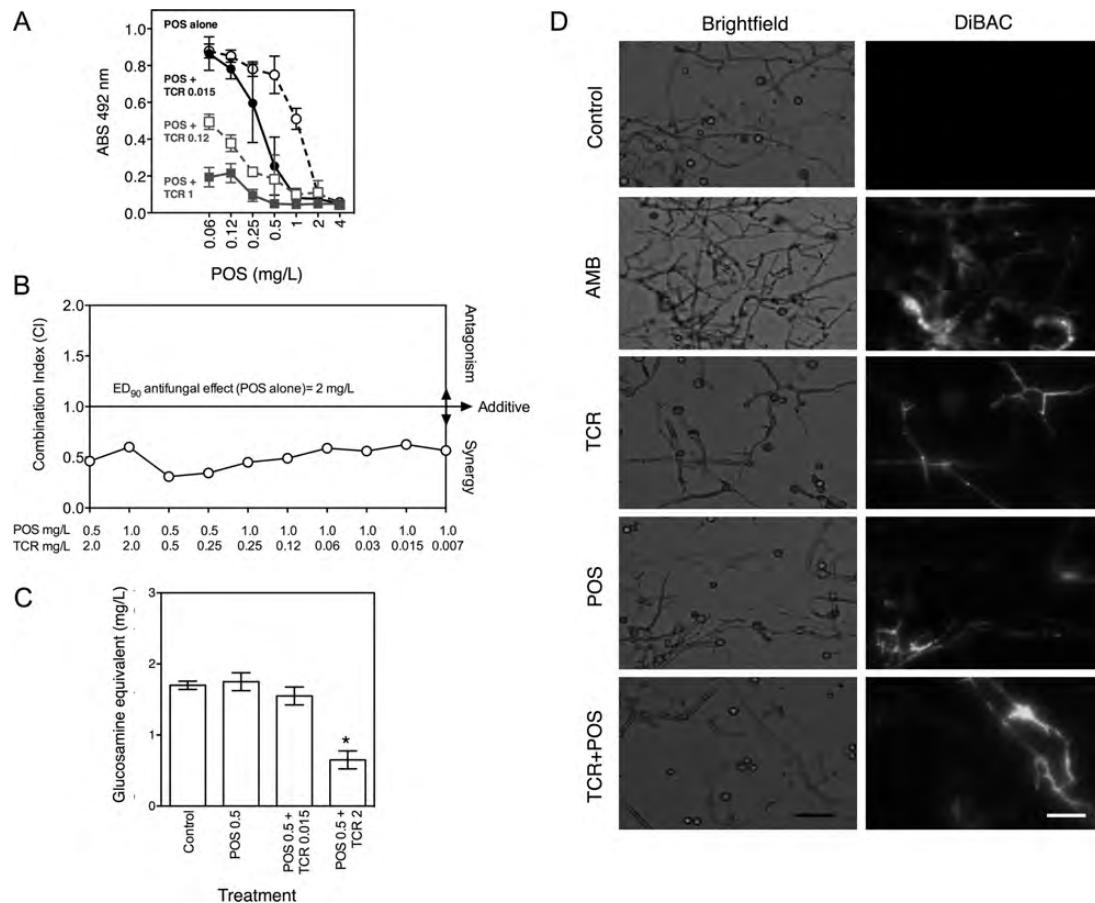 A
POS alone
POS +
TCR 0.015
POS +
TCR 0.12
POS +
TCR 1
ABS 492 nm
1.0
0.8
0.6
0.4
0.2
0.0
0.06
0.12
0.25
0.5
1
2
4
POS (mg/L)
B
Combination Index (CI)
2.0
1.5
1.0
0.5
0.0
ED90 antifungal effect (POS alone)= 2 mg/L
Antagonism
Additive
Synergy
POS mg/L 0.5 1.0 0.5 0.5 1.0 1.0 1.0 1.0 1.0 1.0
TCR mg/L 2.0 2.0 0.5 0.25 0.25 0.12 0.06 0.03 0.015 0.007
C
Glucosamine equivalent (mg/L)
3
2
1
0
*
Control
POS 0.5
POS 0.5 +
TCR 0.015
POS 0.5 +
TCR 2
Treatment
D
Brightfield DiBAC
Control
AMB
TCR
POS
TCR+POS